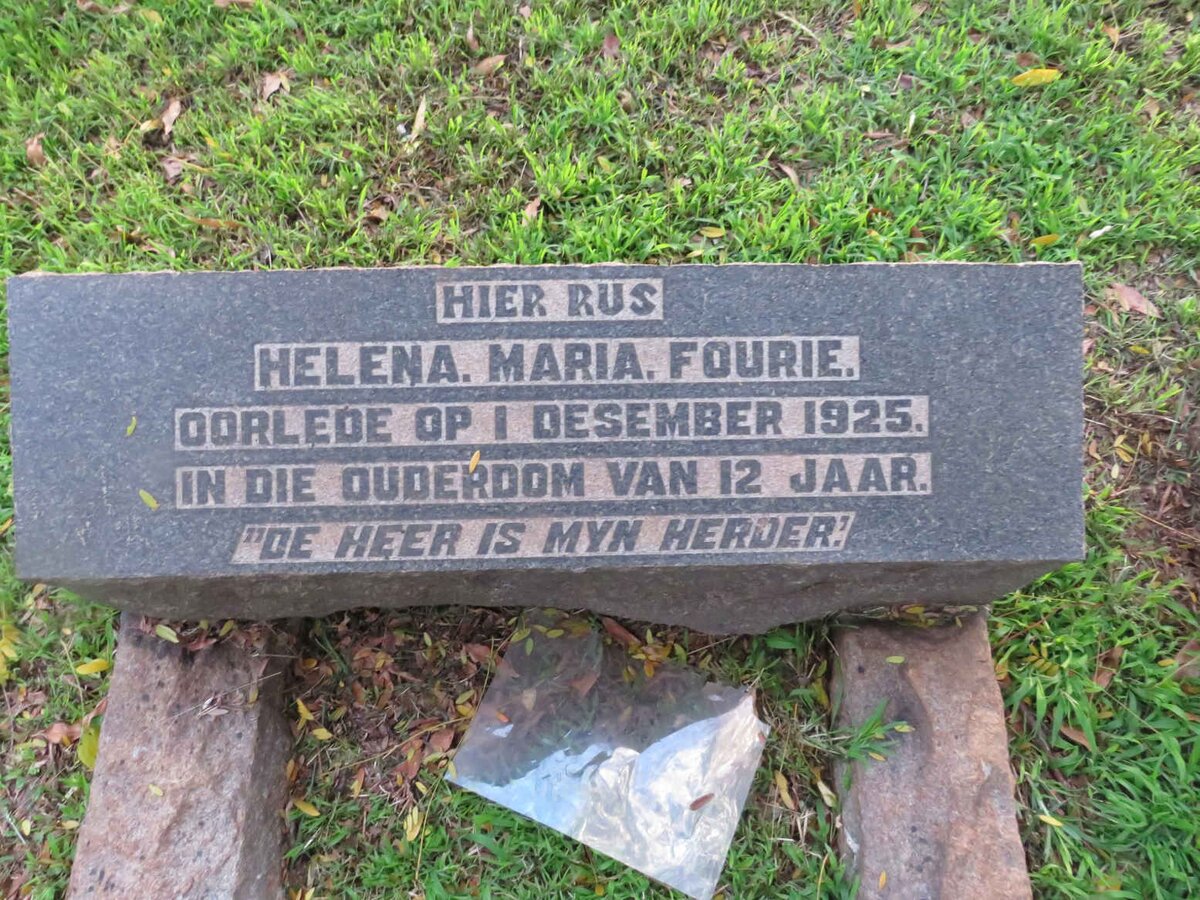 HIER RUS
HELENA. MARIA. FOURIE.
OORLEDE OP 1 DESEMBER 1925.
IN DIE OUDERDOM VAN 12 JAAR.
"DE HEER IS MYN HERDER."